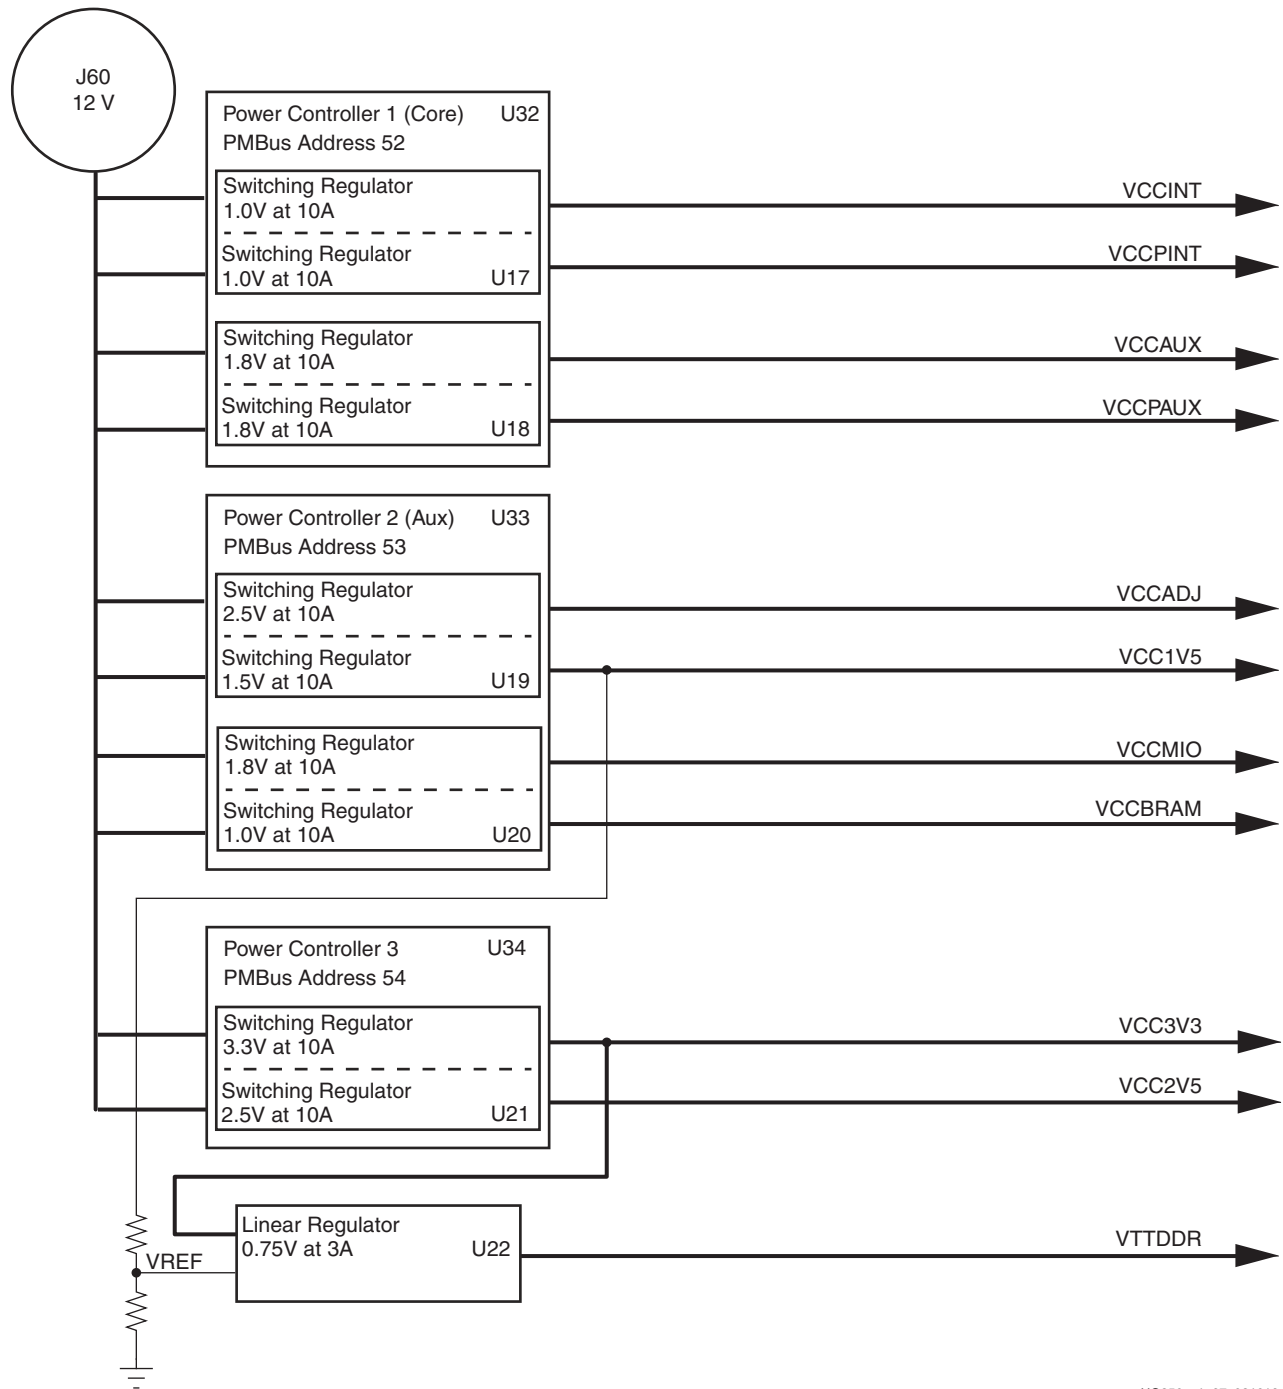 J60
12 V
Power Controller 1 (Core) U32
PMBus Address 52
Switching Regulator
1.0V at 10A
Switching Regulator
1.0V at 10A U17
Switching Regulator
1.8V at 10A
Switching Regulator
1.8V at 10A U18
VCCINT
VCCPINT
VCCAUX
VCCPAUX
Power Controller 2 (Aux) U33
PMBus Address 53
Switching Regulator
2.5V at 10A
Switching Regulator
1.5V at 10A U19
Switching Regulator
1.8V at 10A
Switching Regulator
1.0V at 10A U20
VCCADJ
VCC1V5
VCCMIO
VCCBRAM
Power Controller 3 U34
PMBus Address 54
Switching Regulator
3.3V at 10A
Switching Regulator
2.5V at 10A U21
VCC3V3
VCC2V5
Linear Regulator
0.75V at 3A U22
VREF
VTTDDR